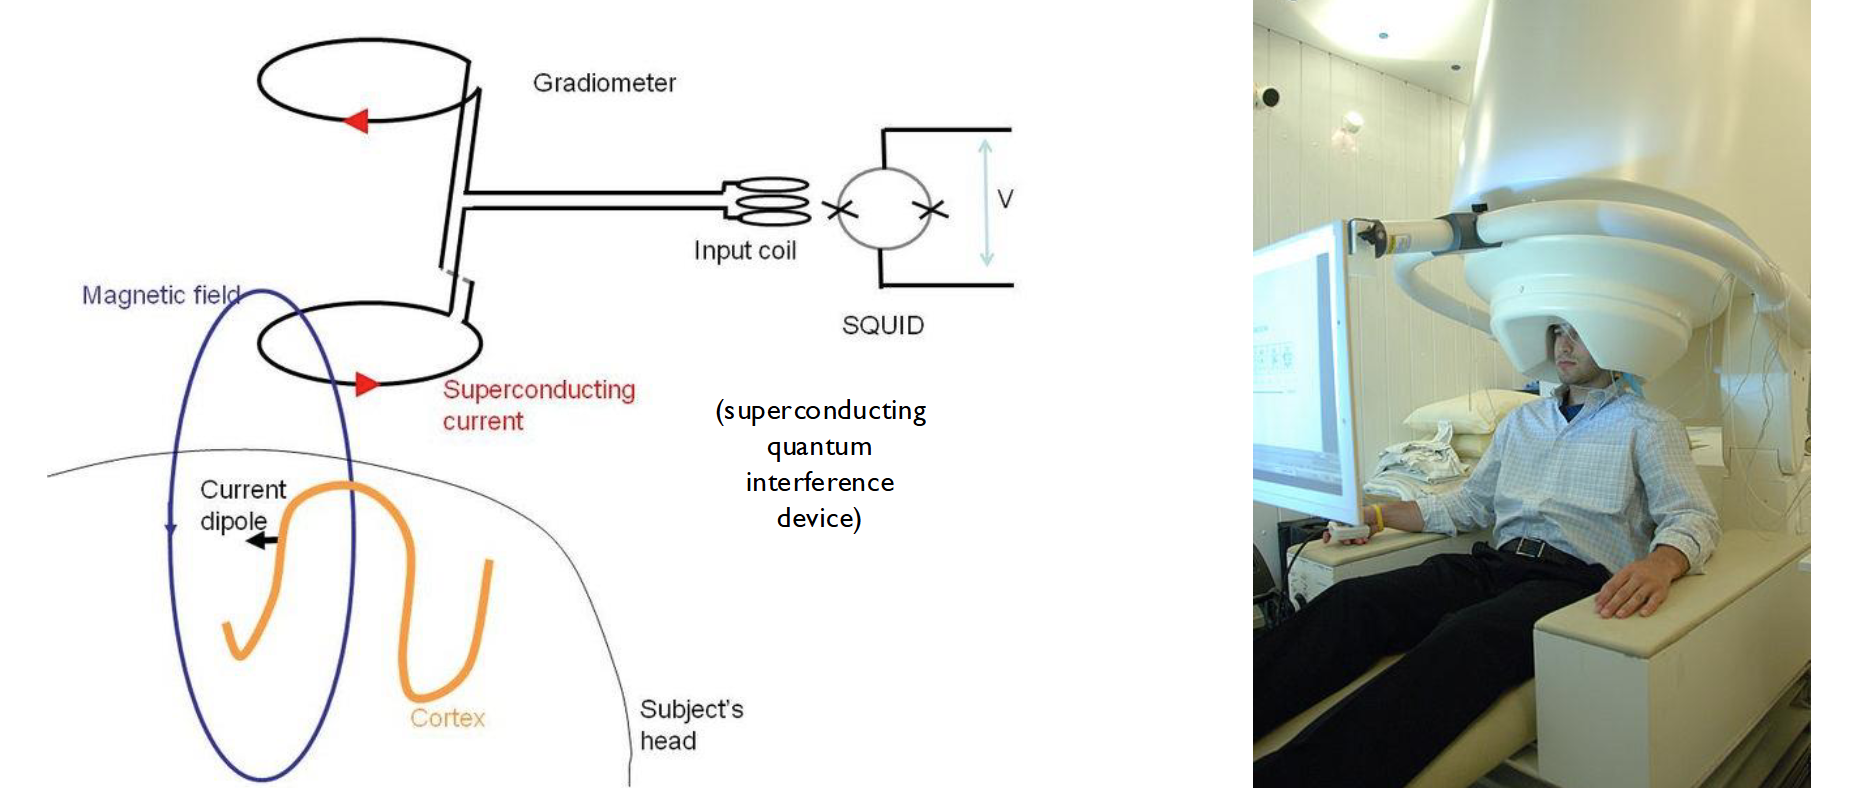 Gradiometer
V
Input coil
Magnetic field
SQUID
Superconducting
current
(superconducting
quantum
interference
device)
Current
dipole
Cortex
Subject's
head